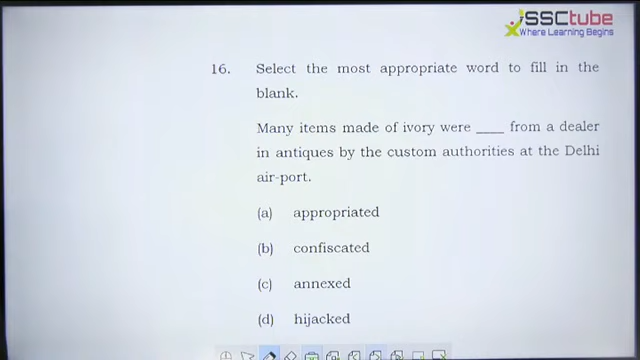 SSCtube
Where Learning Begins
16. Select the most appropriate word to fill in the
blank.
Many items made of ivory were ____ from a dealer
in antiques by the custom authorities at the Delhi
air-port.
(a) appropriated
(b) confiscated
(c) annexed
(d) hijacked